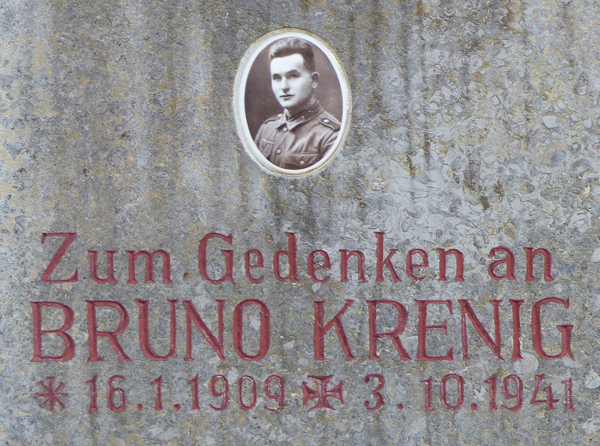 Zum Gedenken an
BRUNO KRENIG
* 16.1.1909 ✠ 3.10.1941